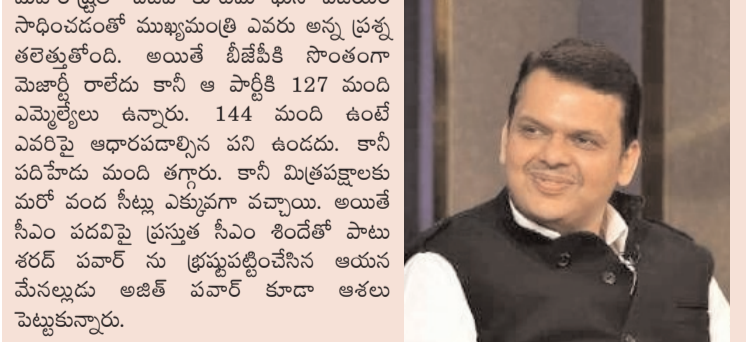 సాధించడంతో ముఖ్యమంత్రి ఎవరు అన్న ప్రశ్న
తలెత్తుతోంది. అయితే బీజేపీకి సొంతంగా
మెజార్టీ రాలేదు కానీ ఆ పార్టీకి 127 మంది
ఎమ్మెల్యేలు ఉన్నారు. 144 మంది ఉంటే
ఎవరిపై ఆధారపడాల్సిన పని ఉండదు. కానీ
పదిహేడు మంది తగ్గారు. కానీ మిత్రపక్షాలకు
మరో వంద సీట్లు ఎక్కువగా వచ్చాయి. అయితే
సీఎం పదవిపై ప్రస్తుత సీఎం శిందేతో పాటు
శరద్ పవార్ ను భ్రష్టుపట్టించేసిన ఆయన
మేనల్లుడు అజిత్ పవార్ కూడా ఆశలు
పెట్టుకున్నారు.